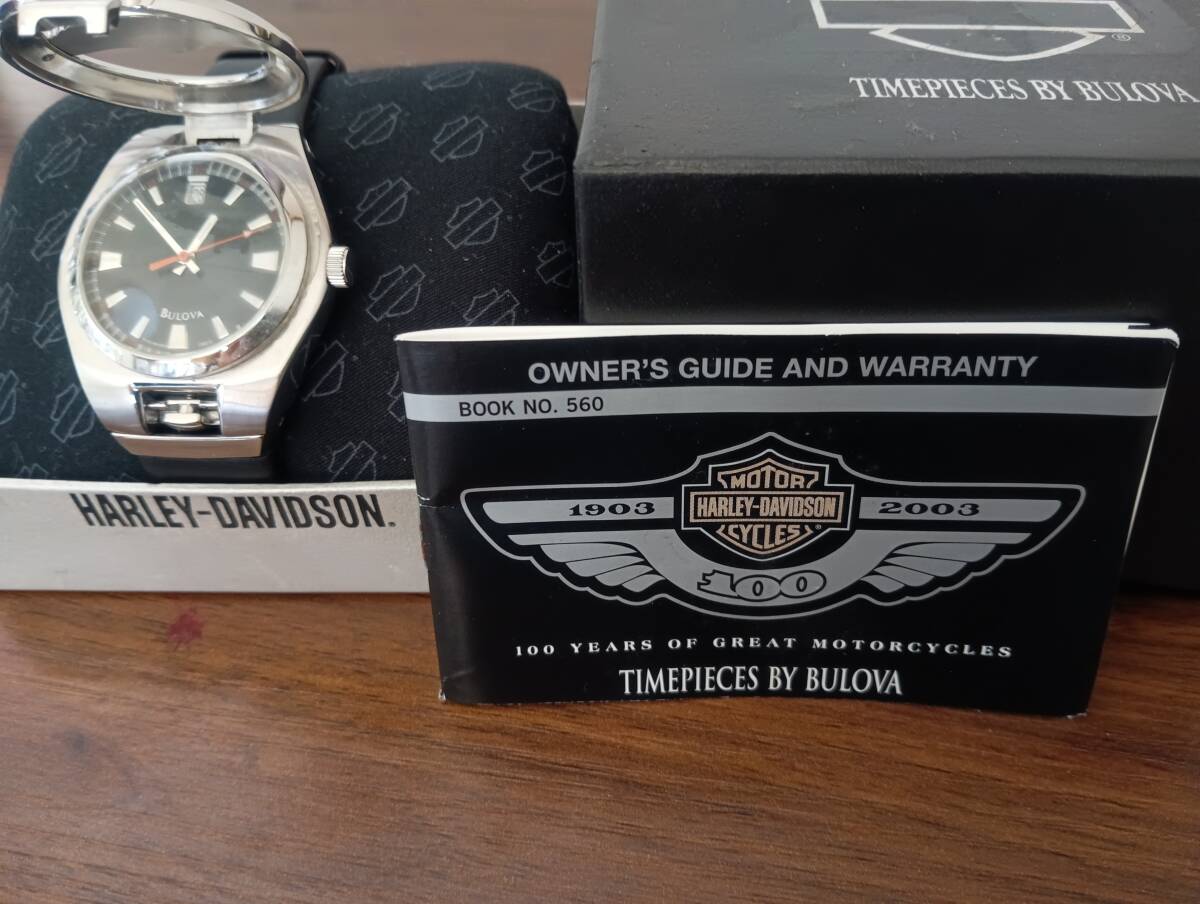 ®
TIMEPIECES BY BULOVA
BULOVA
HARLEY-DAVIDSON.
OWNER'S GUIDE AND WARRANTY
BOOK NO. 560
MOTOR
1903 HARLEY-DAVIDSON 2003
CYCLES ®
100
100 YEARS OF GREAT MOTORCYCLES
TIMEPIECES BY BULOVA